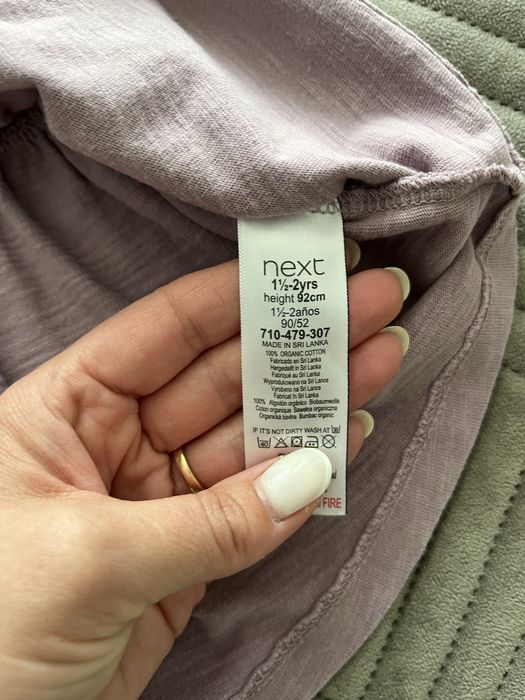 next
1½-2yrs
height 92cm
1½-2años
90/52
710-479-307
MADE IN SRI LANKA
100% ORGANIC COTTON
Fabricado en Sri Lanka
Hergestellt in Sri Lanka
Fabriqué au Sri Lanka
Wyprodukowano na Sri Lance
Vyrobeno na Srí Lance
Fabricat în Sri Lanka
100% Algodón orgánico Biobaumwolle
Coton organique Bawełna organiczna
Organická bavlna Bumbac organic
IF IT'S NOT DIRTY WASH AT 30
40
FIRE